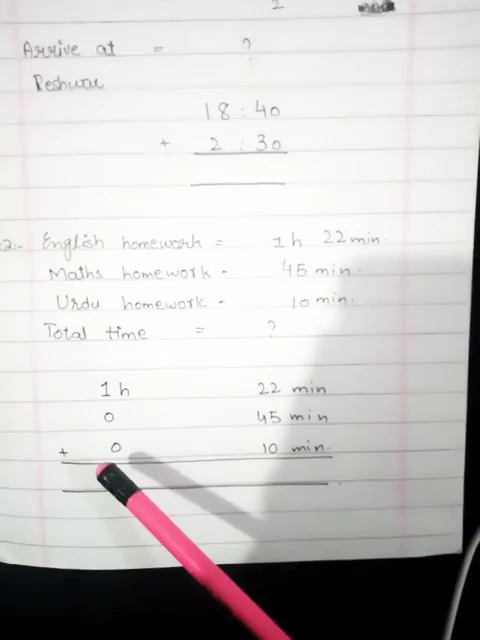 2
Arrive at = ?
Peshwar
18:40
+ 2:30
2:- English homework = 1 h 22 min.
Maths homework - 45 min.
Urdu homework - 10 min.
Total time = ?
1 h 22 min
0 45 min
+ 0 10 min.